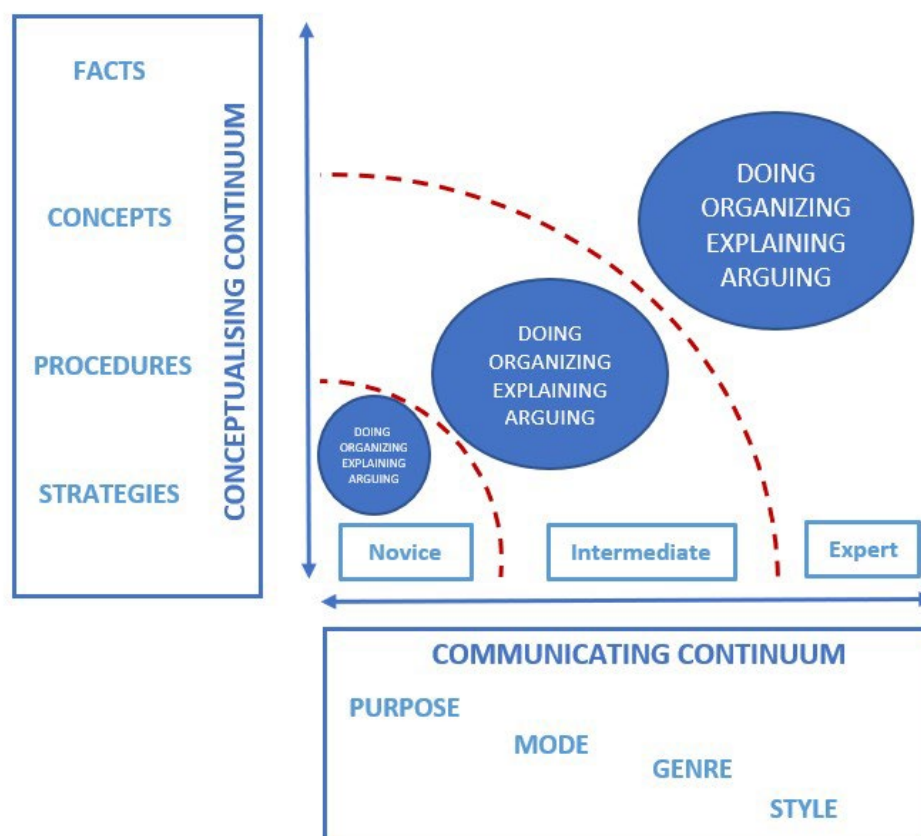 FACTS
CONCEPTS
PROCEDURES
STRATEGIES
CONCEPTUALISING CONTINUUM
DOING
ORGANIZING
EXPLAINING
ARGUING
DOING
ORGANIZING
EXPLAINING
ARGUING
DOING
ORGANIZING
EXPLAINING
ARGUING
Novice
Intermediate
Expert
COMMUNICATING CONTINUUM
PURPOSE
MODE
GENRE
STYLE